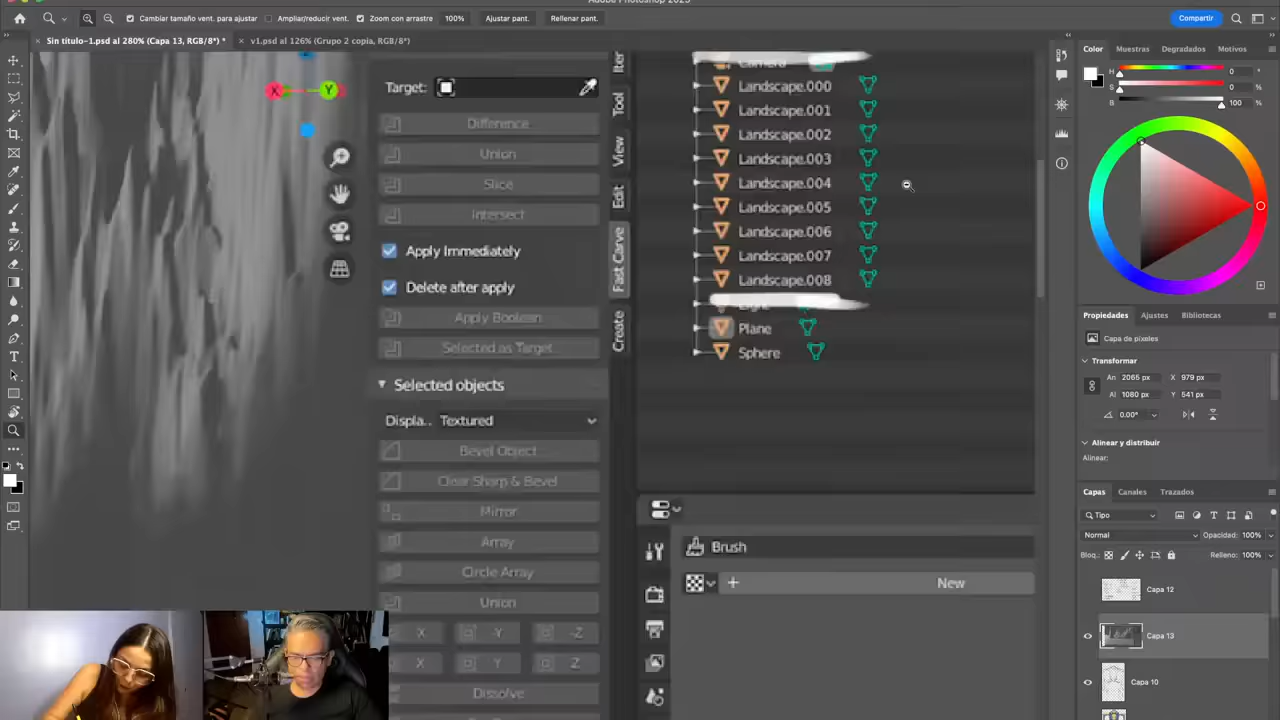 Adobe Photoshop 2023
Cambiar tamaño vent. para ajustar
Ampliar/reducir vent.
Zoom con arrastre
100%
Ajustar pant.
Rellenar pant.
Compartir
Sin título-1.psd al 280% (Capa 13, RGB/8*) *
v1.psd al 126% (Grupo 2 copia, RGB/8*)
X
Y
Target:
Difference
Union
Slice
Intersect
Apply Immediately
Delete after apply
Apply Boolean
Selected as Target
Selected objects
Displa..
Textured
Bevel Object
Clear Sharp & Bevel
Mirror
Array
Circle Array
Union
X
-Y
-Z
X
Y
Z
Dissolve
Tool
View
Edit
Fast Carve
Create
Camera
Landscape.000
Landscape.001
Landscape.002
Landscape.003
Landscape.004
Landscape.005
Landscape.006
Landscape.007
Landscape.008
Light
Plane
Sphere
Brush
New
Color
Muestras
Degradados
Motivos
H
0
°
S
0
%
B
100
%
Propiedades
Ajustes
Bibliotecas
Capa de píxeles
Transformar
An
2065 px
X
979 px
Al
1080 px
Y
541 px
0.00°
Alinear y distribuir
Alinear:
Capas
Canales
Trazados
Tipo
Normal
Opacidad:
100%
Bloq.:
Relleno:
100%
Capa 12
Capa 13
Capa 10